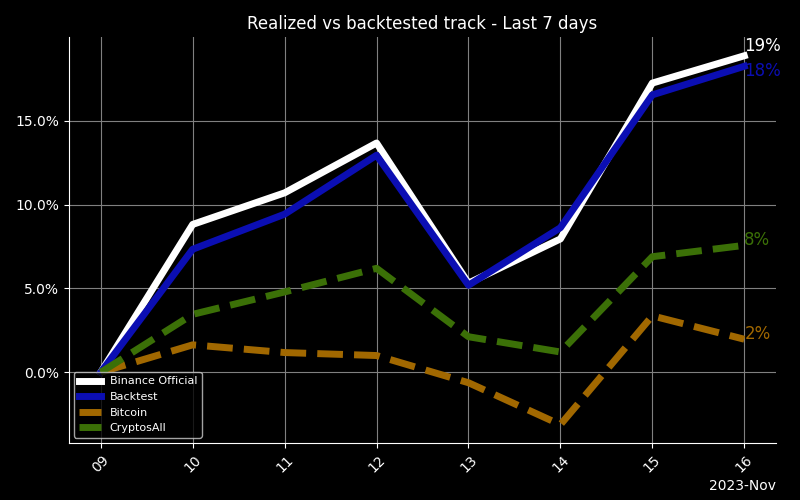 Realized vs backtested track - Last 7 days
19%
18%
15.0%
10.0%
8%
5.0%
2%
0.0%
Binance Official
Backtest
Bitcoin
CryptosAll
09 10 11 12 13 14 15 16
2023-Nov